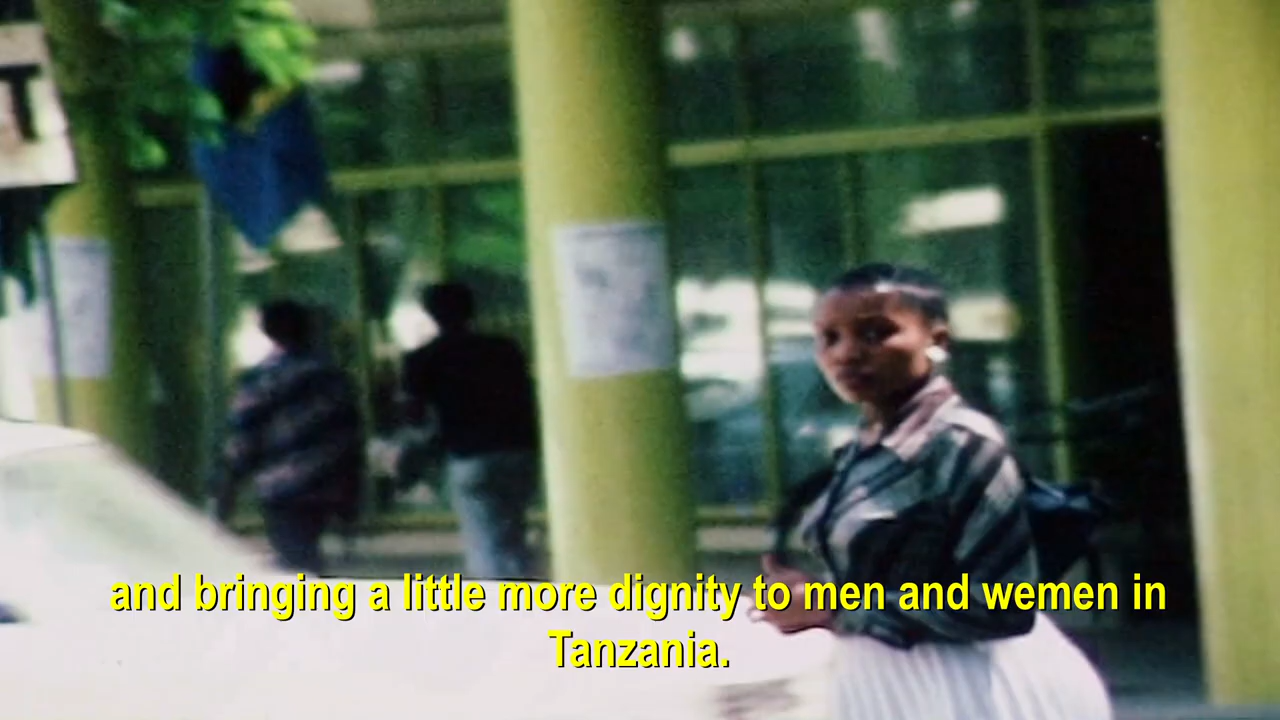 T
and bringing a little more dignity to men and wemen in
Tanzania.